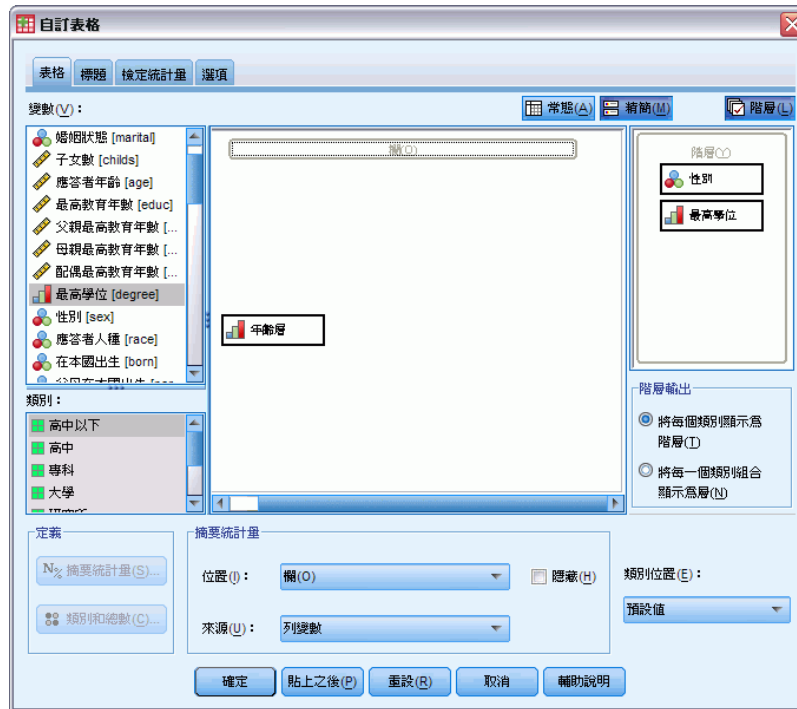 自訂表格
表格 標題 檢定統計量 選項
變數(V)：
常態(A) 精簡(M) 階層(L)
婚姻狀態 [marital]
子女數 [childs]
應答者年齡 [age]
最高教育年數 [educ]
父親最高教育年數 [...
母親最高教育年數 [...
配偶最高教育年數 [...
最高學位 [degree]
性別 [sex]
應答者人種 [race]
在本國出生 [born]
類別：
高中以下
高中
專科
大學
欄(O)
年齡層
階層(Y)
性別
最高學位
階層輸出
將每個類別顯示為
階層(T)
將每一個類別組合
顯示為層(N)
定義
N% 摘要統計量(S)...
類別和總數(C)...
摘要統計量
位置(I)： 欄(O) 隱藏(H)
來源(U)： 列變數
類別位置(E)：
預設值
確定 貼上之後(P) 重設(R) 取消 輔助說明